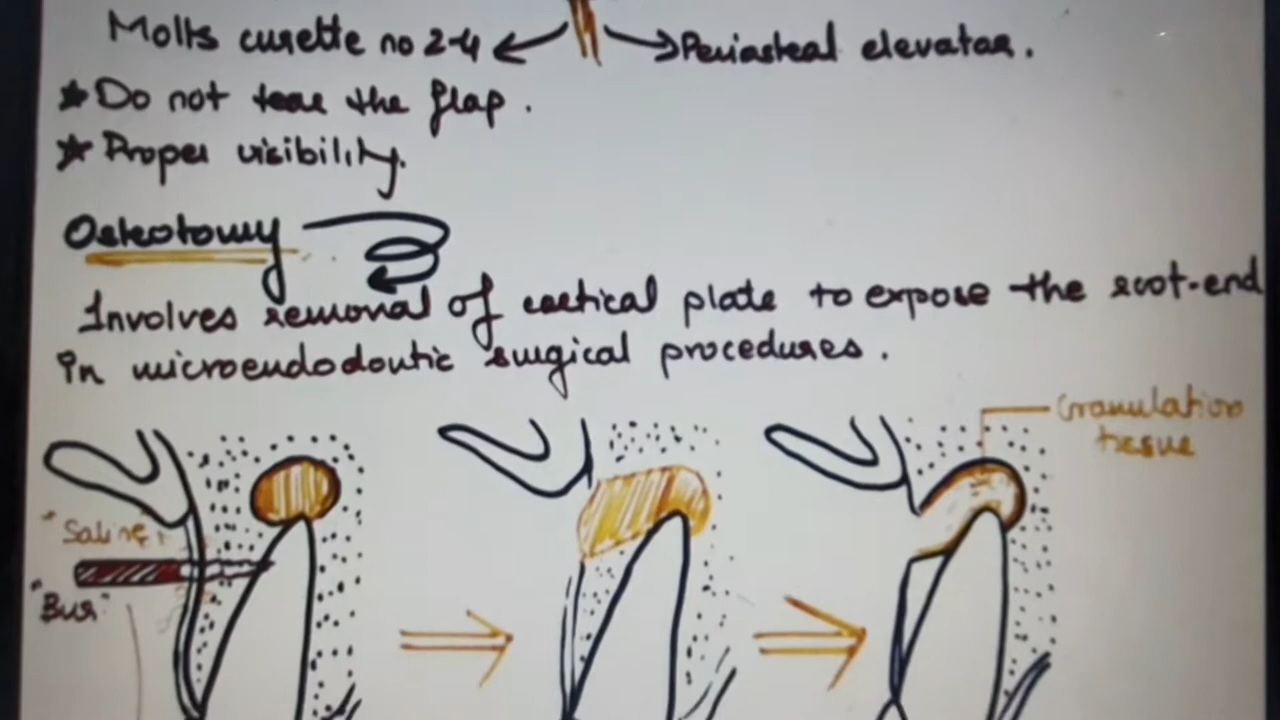 Molts curette no 2-4
Periosteal elevator.
Do not tear the flap.
Proper visibility.
Osteotomy
Involves removal of cortical plate to expose the root-end
in microendodontic surgical procedures.
Granulation
tissue
"Saline"
"Bur"